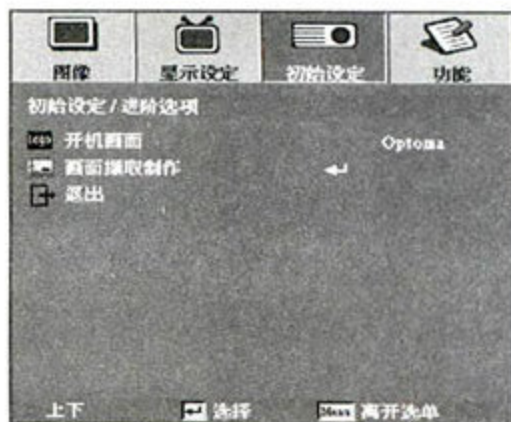 图像 显示设定 初始设定 功能
初始设定 / 进阶选项
Logo 开机画面 Optoma
画面撷取制作
退出
上下 选择 Menu 离开选单